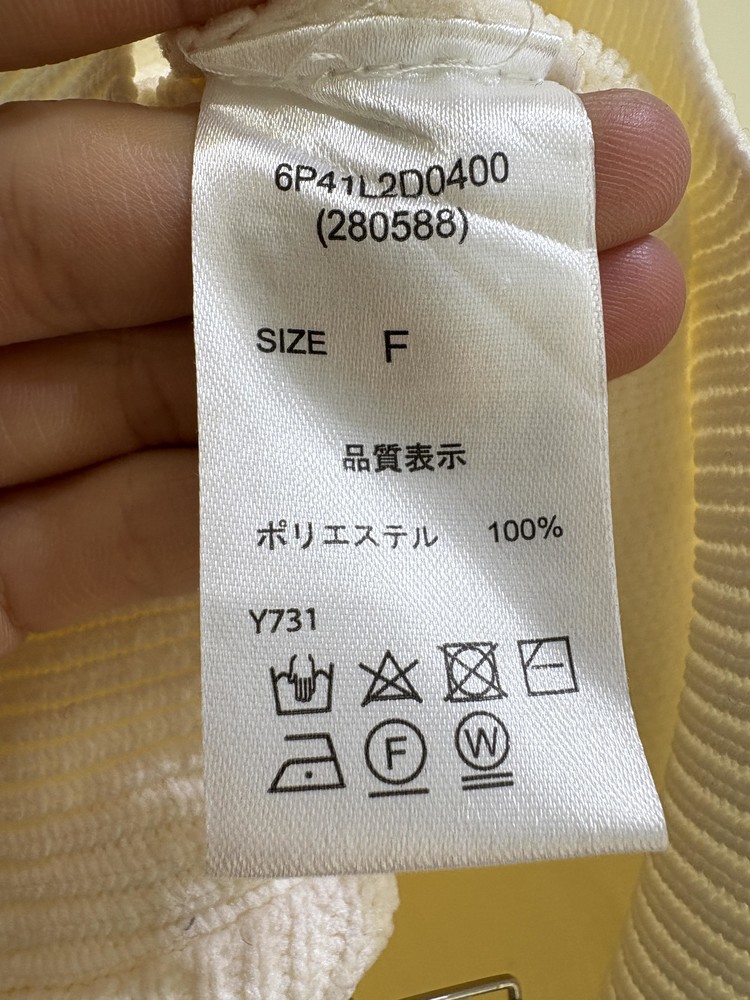 6P41L2D0400
(280588)
SIZE F
品質表示
ポリエステル 100%
Y731
F W